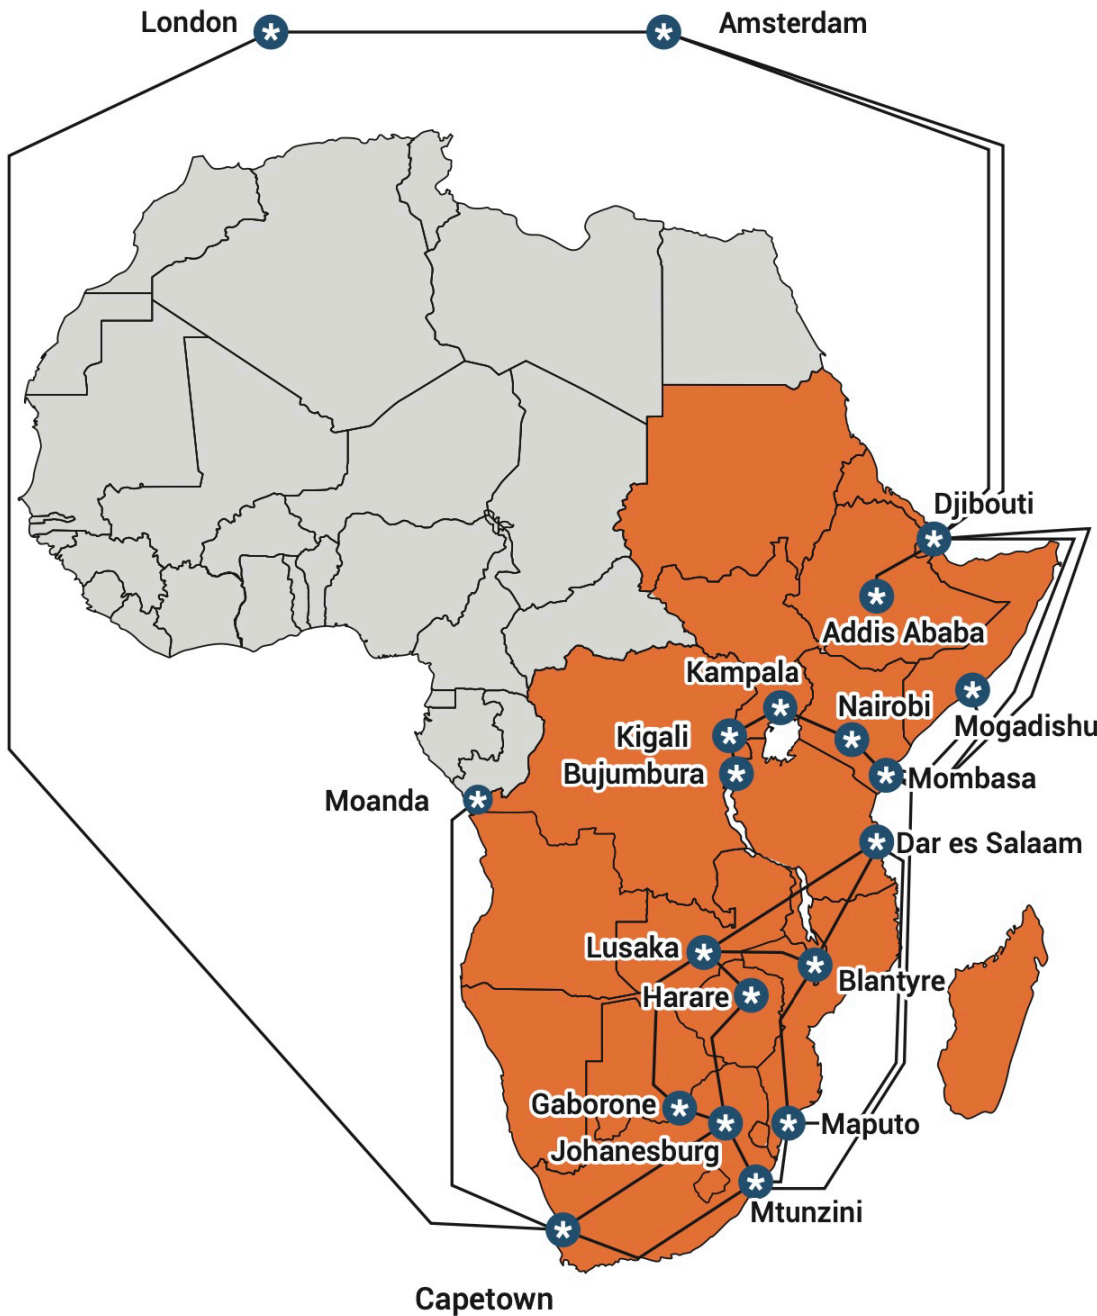 London
Amsterdam
Djibouti
Addis Ababa
Kampala
Nairobi
Mogadishu
Kigali
Bujumbura
Mombasa
Moanda
Dar es Salaam
Lusaka
Blantyre
Harare
Gaborone
Maputo
Johanesburg
Mtunzini
Capetown